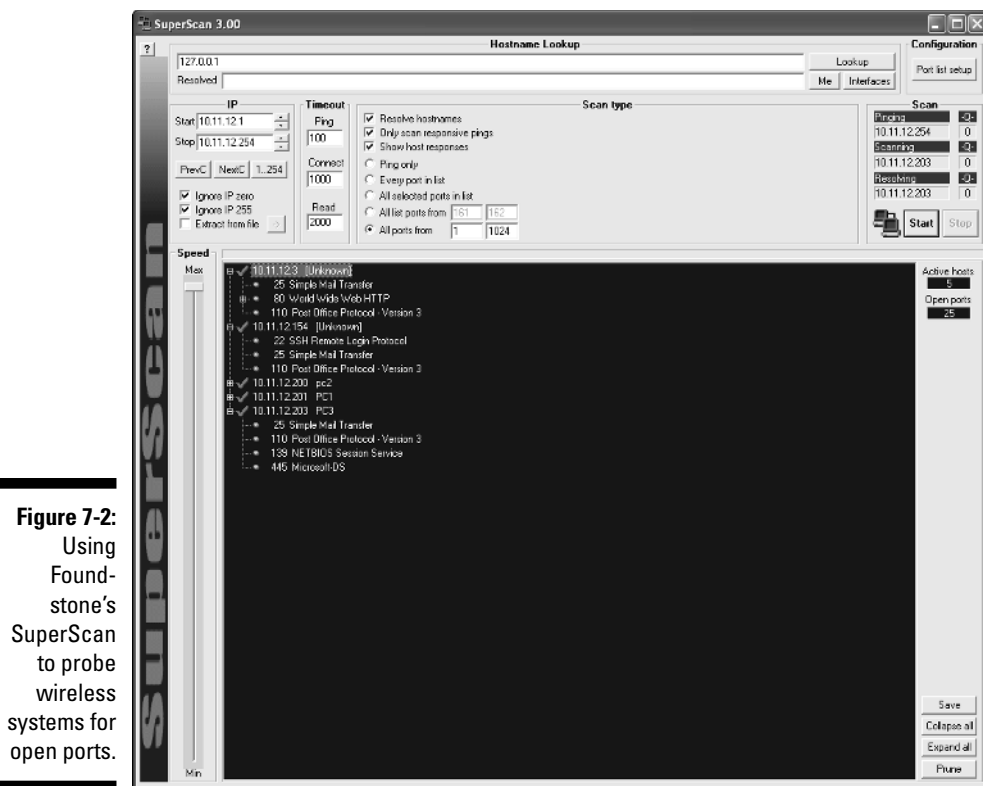 SuperScan 3.00
?
Hostname Lookup
127.0.0.1
Lookup
Resolved
Me
Interfaces
Configuration
Port list setup
IP
Start 10.11.12.1
Stop 10.11.12.254
PrevC
NextC
1..254
Ignore IP zero
Ignore IP 255
Extract from file
->
Timeout
Ping
100
Connect
1000
Read
2000
Scan type
Resolve hostnames
Only scan responsive pings
Show host responses
Ping only
Every port in list
All selected ports in list
All list ports from 161 162
All ports from 1 1024
Scan
Pinging -Q-
10.11.12.254 0
Scanning -Q-
10.11.12.203 0
Resolving -Q-
10.11.12.203 0
Start
Stop
SuperScan
Speed
Max
Min
10.11.12.3 [Unknown]
25 Simple Mail Transfer
80 World Wide Web HTTP
110 Post Office Protocol - Version 3
10.11.12.154 [Unknown]
22 SSH Remote Login Protocol
25 Simple Mail Transfer
110 Post Office Protocol - Version 3
10.11.12.200 pc2
10.11.12.201 PC1
10.11.12.203 PC3
25 Simple Mail Transfer
110 Post Office Protocol - Version 3
139 NETBIOS Session Service
445 Microsoft-DS
Active hosts
5
Open ports
25
Save
Collapse all
Expand all
Prune
Figure 7-2:
Using
Found-
stone's
SuperScan
to probe
wireless
systems for
open ports.